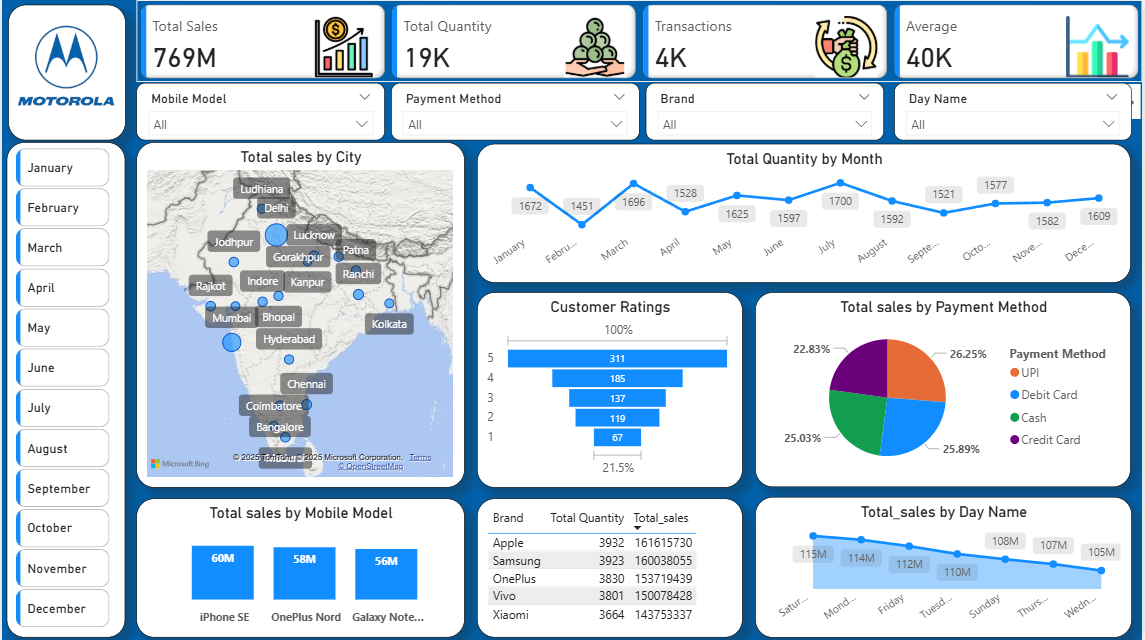 MOTOROLA
Total Sales
769M
Total Quantity
19K
Transactions
4K
Average
40K
Mobile Model
All
Payment Method
All
Brand
All
Day Name
All
January
February
March
April
May
June
July
August
September
October
November
December
Total sales by City
Ludhiana
Delhi
Jodhpur
Lucknow
Gorakhpur
Patna
Ranchi
Rajkot
Indore
Kanpur
Mumbai
Bhopal
Kolkata
Hyderabad
Chennai
Coimbatore
Bangalore
Microsoft Bing
© 2025 TomTom, © 2025 Microsoft Corporation, Terms
© OpenStreetMap
Total Quantity by Month
1672
1451
1696
1528
1625
1597
1700
1592
1521
1577
1582
1609
January
Febru...
March
April
May
June
July
August
Septe...
Octo...
Nove...
Dece...
Customer Ratings
100%
5 311
4 185
3 137
2 119
1 67
21.5%
Total sales by Payment Method
22.83%
26.25%
25.03%
25.89%
Payment Method
UPI
Debit Card
Cash
Credit Card
Total sales by Mobile Model
60M
58M
56M
iPhone SE
OnePlus Nord
Galaxy Note...
Brand Total Quantity Total_sales
Apple 3932 161615730
Samsung 3923 160038055
OnePlus 3830 153719439
Vivo 3801 150078428
Xiaomi 3664 143753337
Total_sales by Day Name
115M
114M
112M
110M
108M
107M
105M
Satur...
Mond...
Friday
Tuesd...
Sunday
Thurs...
Wedn...